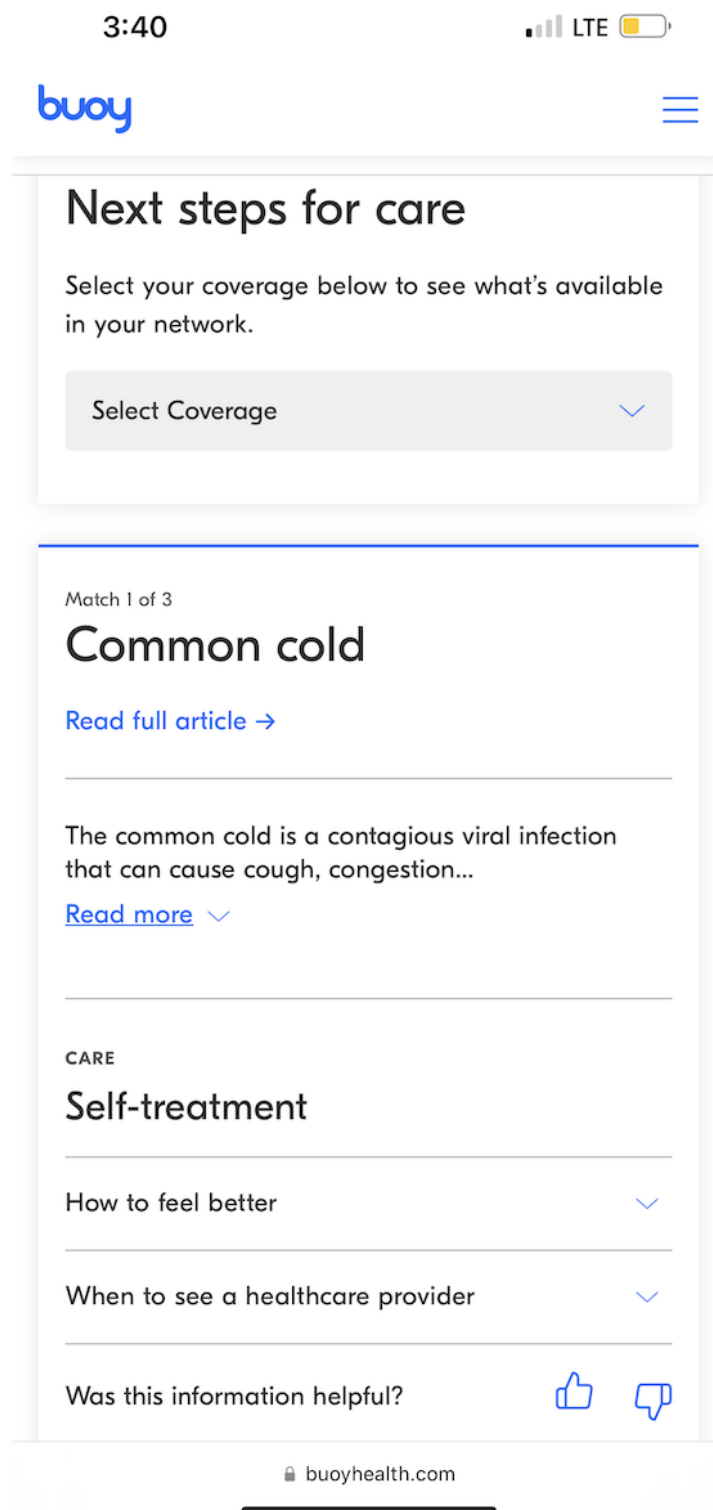 3:40
LTE
buoy
Next steps for care
Select your coverage below to see what's available
in your network.
Select Coverage
Match 1 of 3
Common cold
Read full article →
The common cold is a contagious viral infection
that can cause cough, congestion...
Read more
CARE
Self-treatment
How to feel better
When to see a healthcare provider
Was this information helpful?
buoyhealth.com